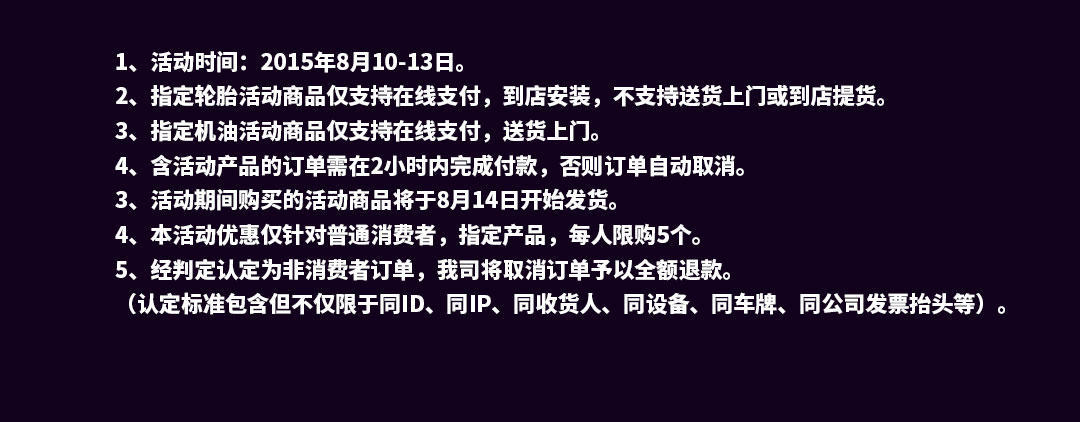 1、活动时间：2015年8月10-13日。
2、指定轮胎活动商品仅支持在线支付，到店安装，不支持送货上门或到店提货。
3、指定机油活动商品仅支持在线支付，送货上门。
4、含活动产品的订单需在2小时内完成付款，否则订单自动取消。
3、活动期间购买的活动商品将于8月14日开始发货。
4、本活动优惠仅针对普通消费者，指定产品，每人限购5个。
5、经判定认定为非消费者订单，我司将取消订单予以全额退款。
（认定标准包含但不仅限于同ID、同IP、同收货人、同设备、同车牌、同公司发票抬头等）。